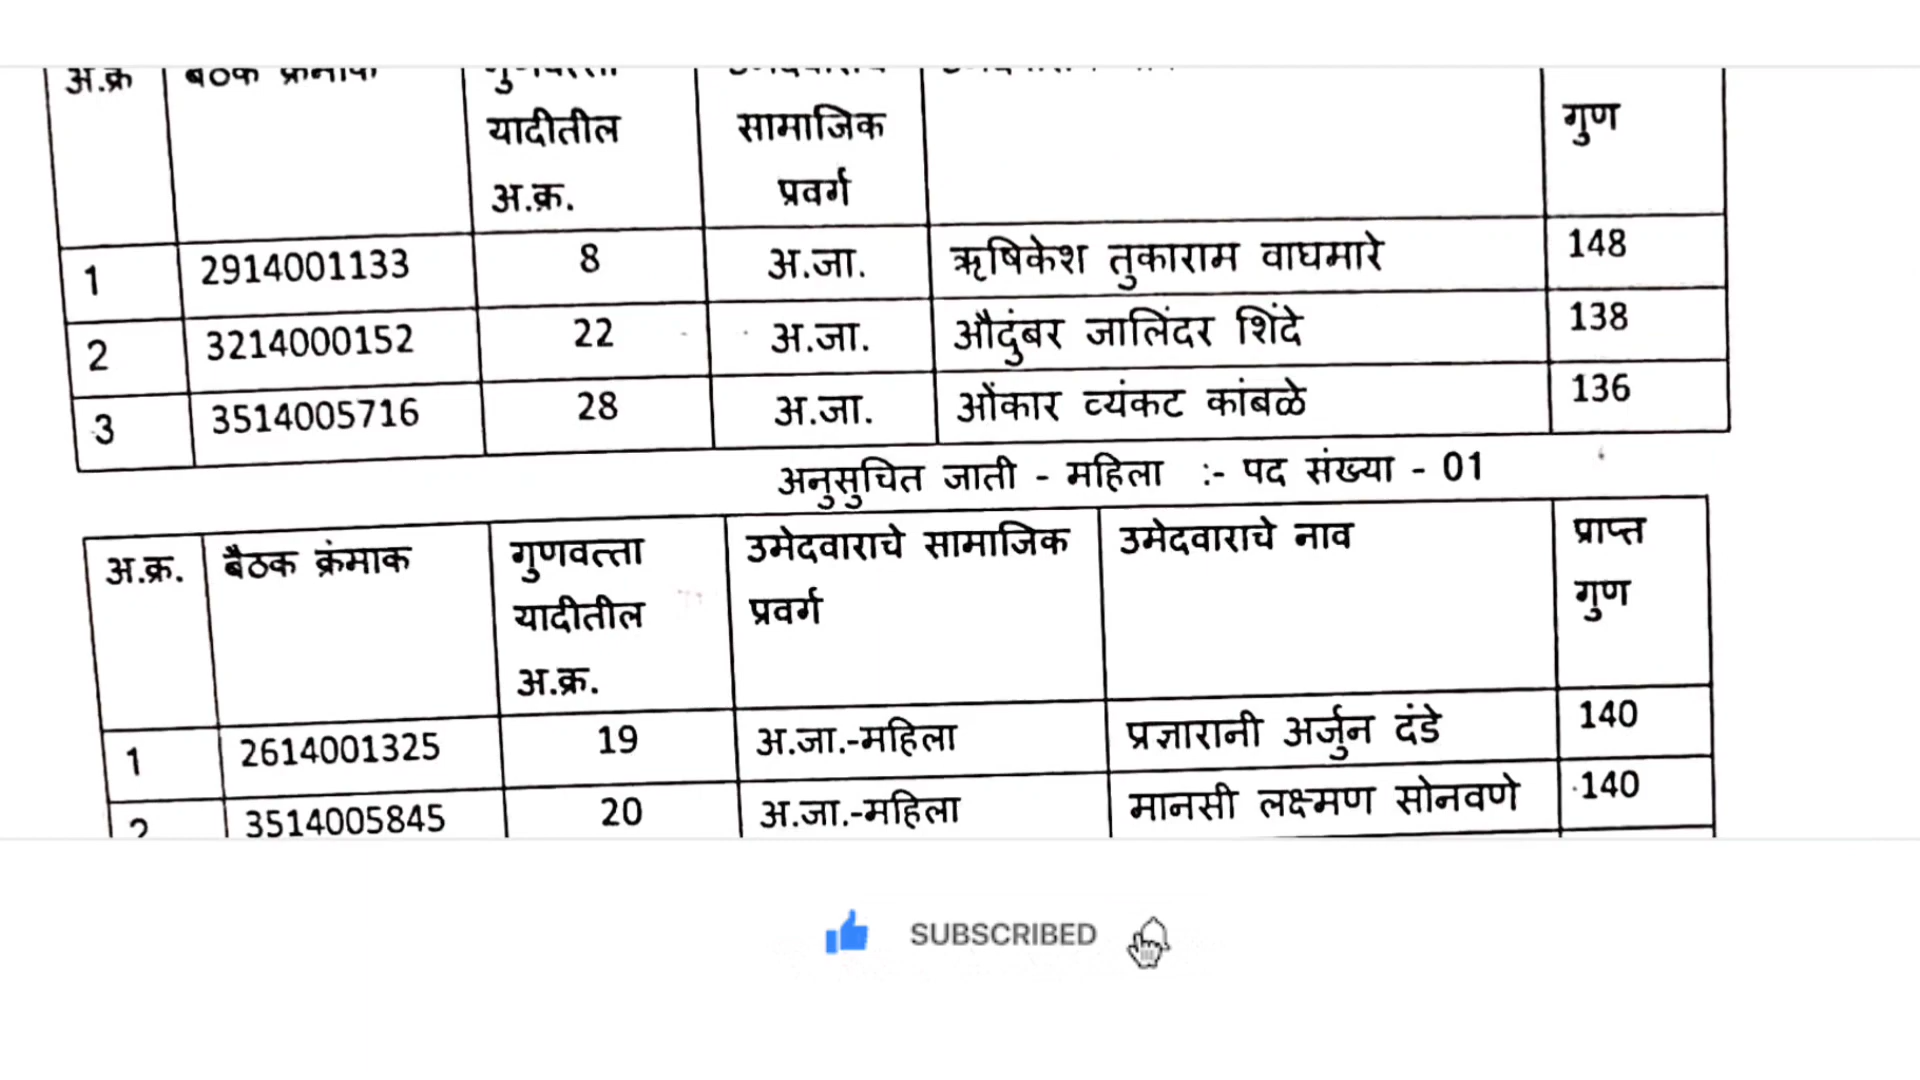 अ.क्र
यादीतील
सामाजिक
गुण
अ.क्र.
प्रवर्ग
1 2914001133 8 अ.जा. ऋषिकेश तुकाराम वाघमारे 148
2 3214000152 22 अ.जा. औदुंबर जालिंदर शिंदे 138
3 3514005716 28 अ.जा. ओंकार व्यंकट कांबळे 136
अनुसुचित जाती - महिला :- पद संख्या - 01
अ.क्र. बैठक क्रंमाक गुणवत्ता उमेदवाराचे सामाजिक उमेदवाराचे नाव प्राप्त
यादीतील प्रवर्ग गुण
अ.क्र.
1 2614001325 19 अ.जा.-महिला प्रज्ञारानी अर्जुन दंडे 140
2 3514005845 20 अ.जा.-महिला मानसी लक्ष्मण सोनवणे 140
SUBSCRIBED